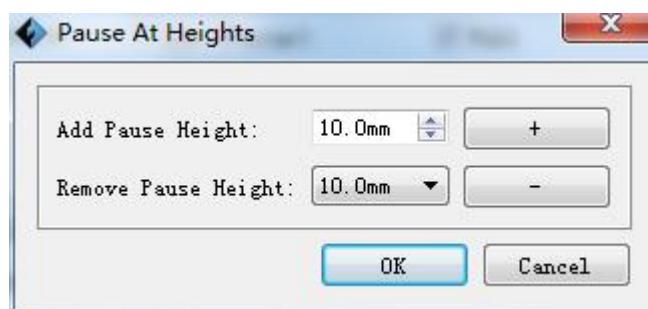 Pause At Heights
Add Pause Height: 10.0mm +
Remove Pause Height: 10.0mm -
OK Cancel